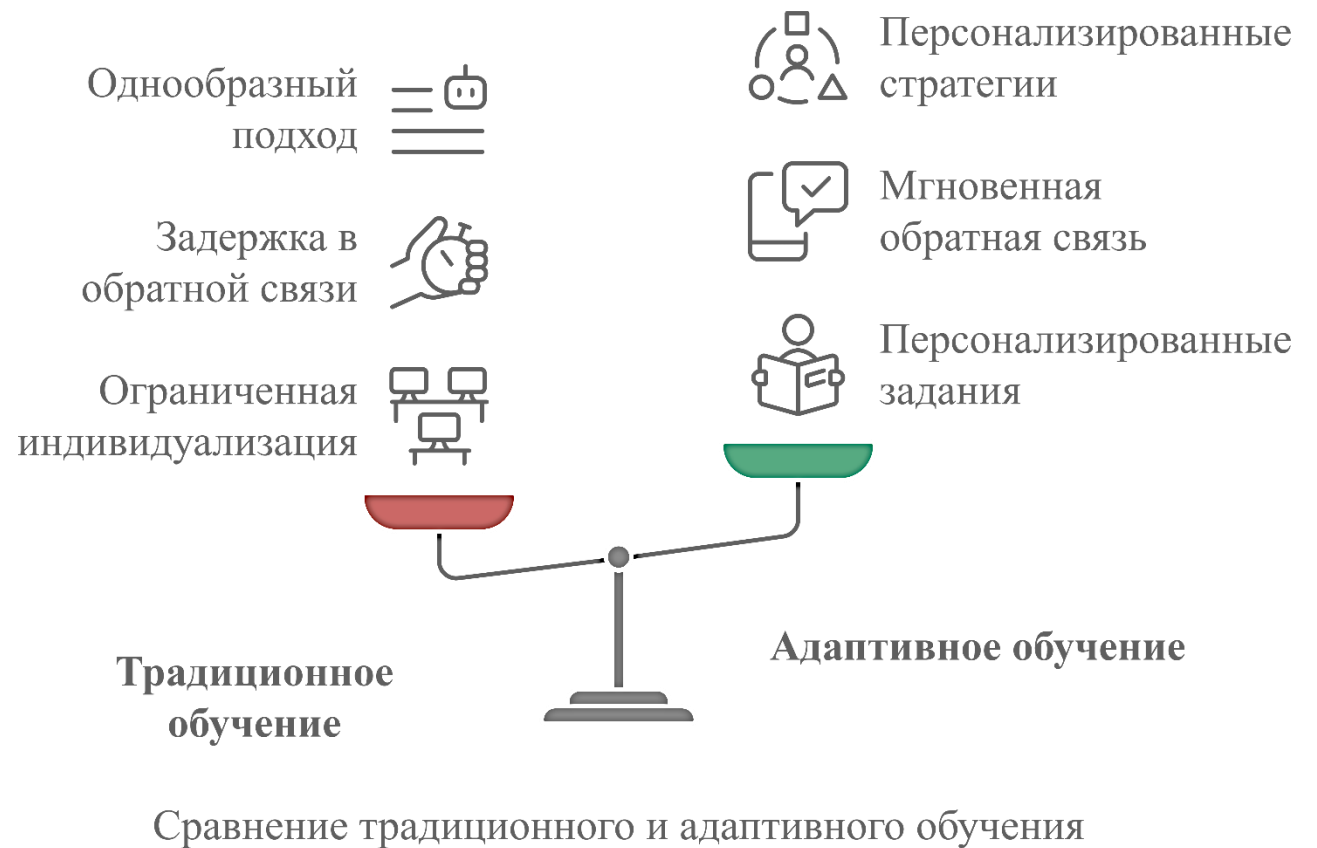 Однообразный
подход
Задержка в
обратной связи
Ограниченная
индивидуализация
Персонализированные
стратегии
Мгновенная
обратная связь
Персонализированные
задания
Традиционное
обучение
Адаптивное обучение
Сравнение традиционного и адаптивного обучения